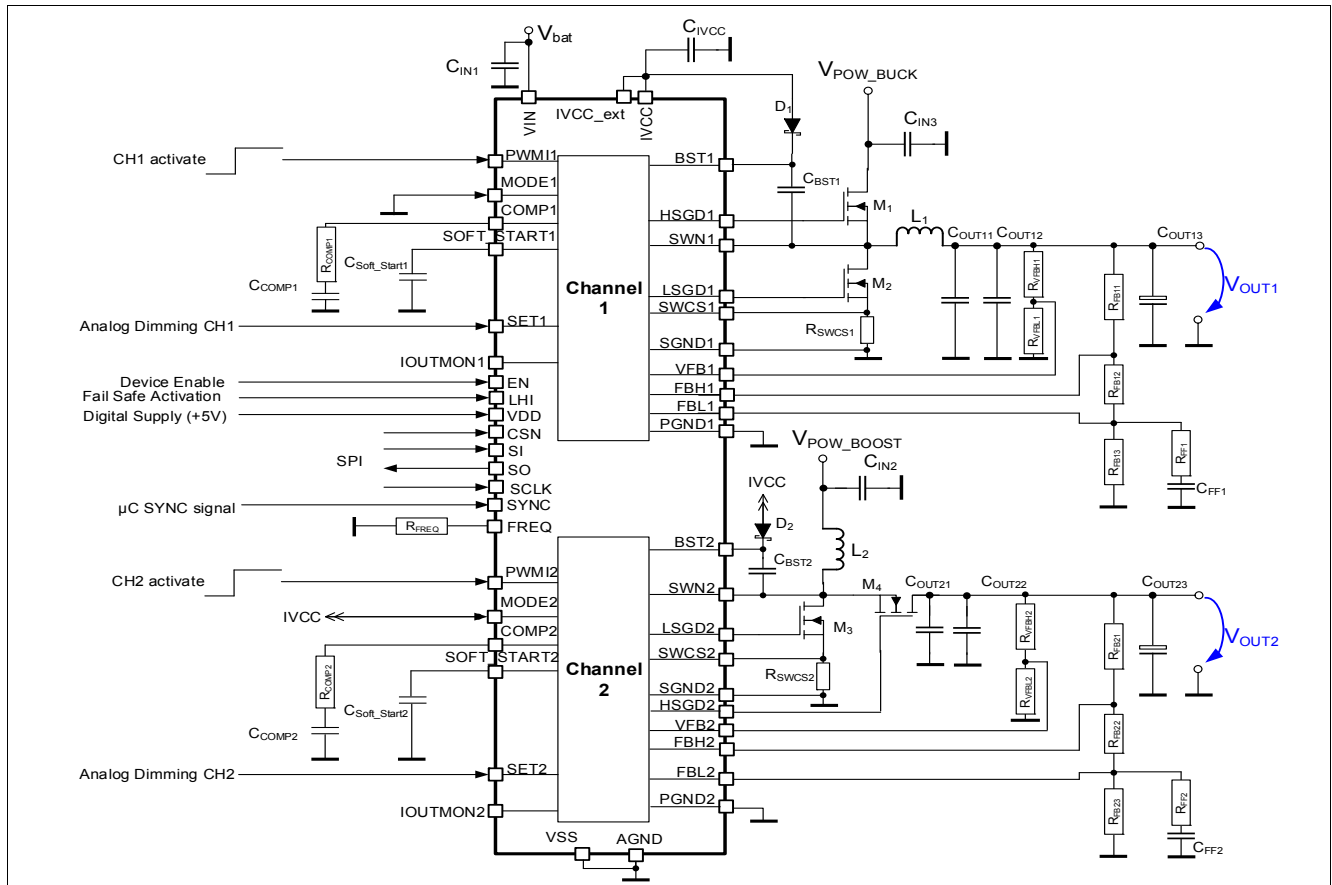 Vbat
CIN1
CIVCC
VIN
IVCC_ext
IVCC
D1
VPOW_BUCK
CIN3
CH1 activate
PWMI1
MODE1
COMP1
SOFT_START1
RCOMP1
CCOMP1
CSoft_Start1
Channel
1
BST1
CBST1
HSGD1
M1
SWN1
L1
COUT11
COUT12
COUT13
LSGD1
M2
SWCS1
RSWCS1
RVFBH1
RVFBL1
RFB11
VOUT1
SGND1
VFB1
FBH1
RFB12
FBL1
PGND1
RFB13
RFF1
CFF1
Analog Dimming CH1
SET1
IOUTMON1
Device Enable
EN
Fail Safe Activation
LHI
Digital Supply (+5V)
VDD
CSN
SI
SPI
SO
SCLK
µC SYNC signal
SYNC
RFREQ
FREQ
VPOW_BOOST
CIN2
IVCC
D2
L2
CH2 activate
PWMI2
IVCC
MODE2
COMP2
SOFT_START2
RCOMP2
CCOMP2
CSoft_Start2
Channel
2
BST2
CBST2
SWN2
M4
COUT21
COUT22
COUT23
LSGD2
M3
SWCS2
RSWCS2
RVFBH2
RVFBL2
RFB21
VOUT2
SGND2
HSGD2
VFB2
FBH2
RFB22
FBL2
PGND2
RFB23
RFF2
CFF2
Analog Dimming CH2
SET2
IOUTMON2
VSS
AGND